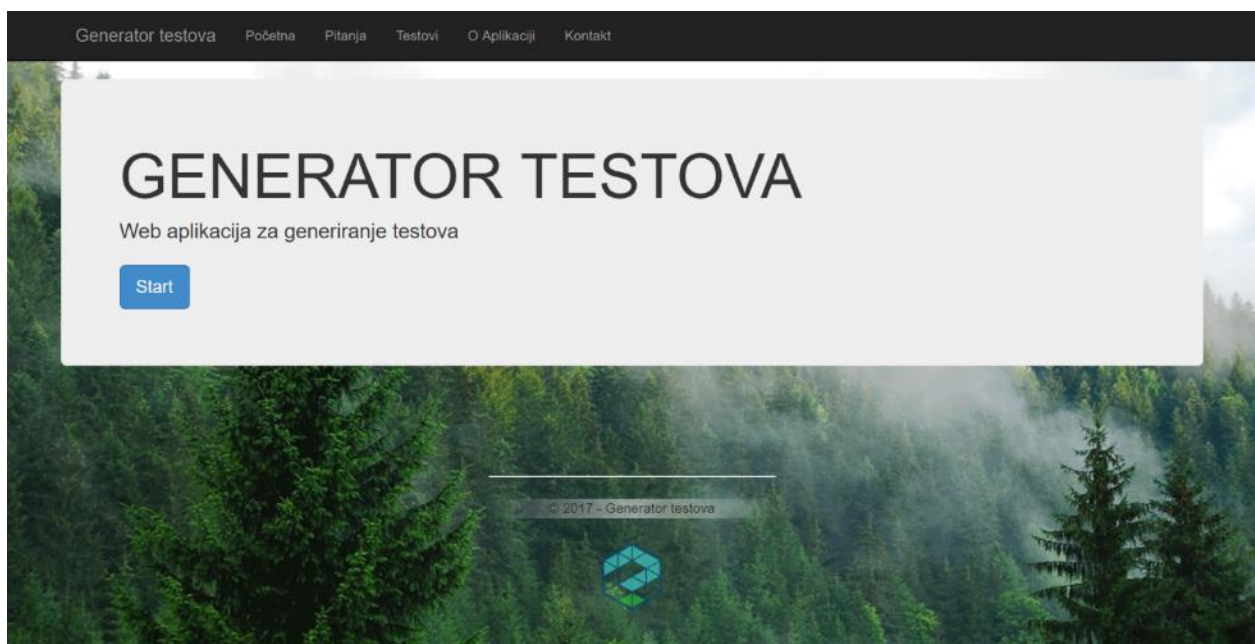 Generator testova Početna Pitanja Testovi O Aplikaciji Kontakt
GENERATOR TESTOVA
Web aplikacija za generiranje testova
Start
© 2017 - Generator testova